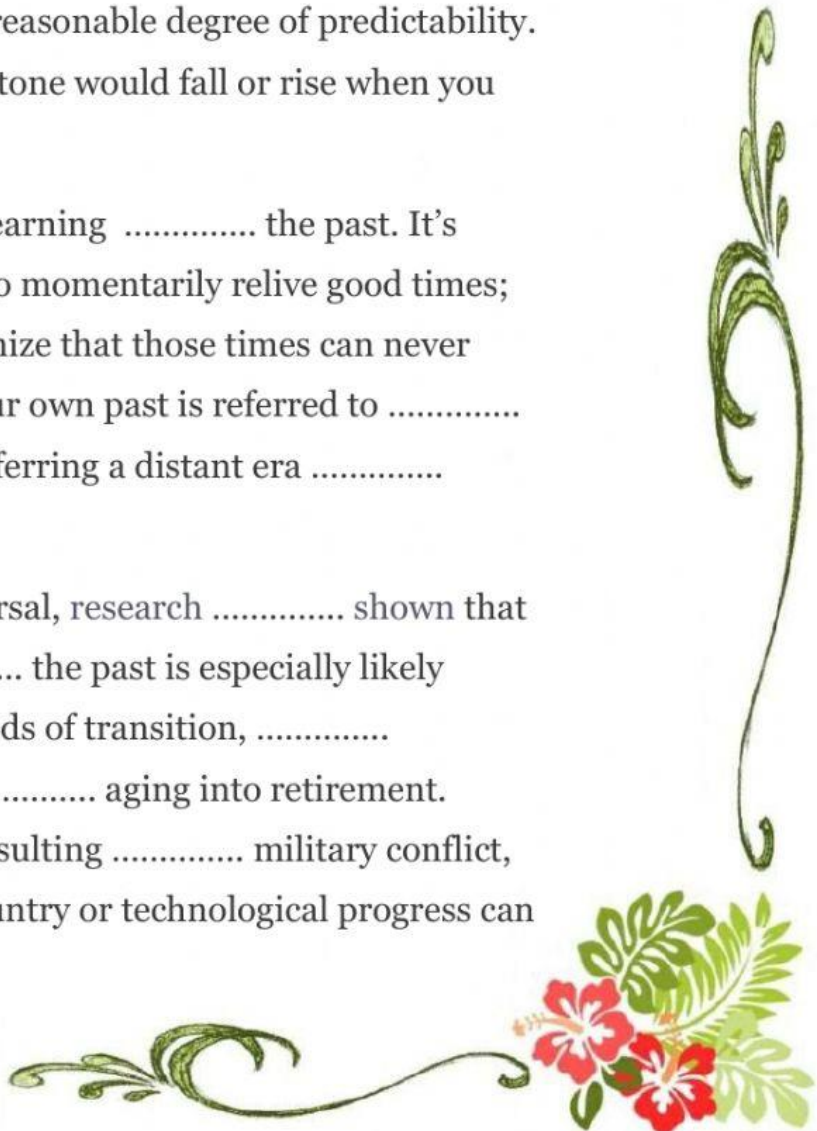 reasonable degree of predictability.
tone would fall or rise when you
earning .............. the past. It's
o momentarily relive good times;
nize that those times can never
ur own past is referred to ..............
ferring a distant era ..............
rsal, research .............. shown that
.. the past is especially likely
ds of transition, ..............
.......... aging into retirement.
sulting .............. military conflict,
untry or technological progress can